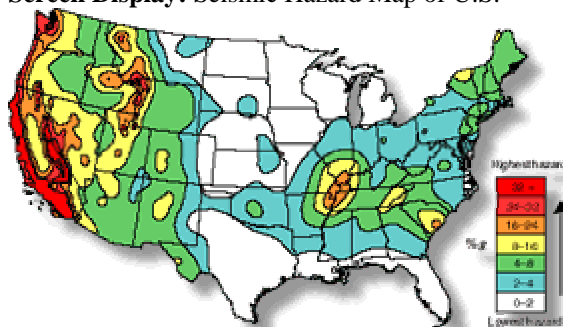 Screen Display: Seismic Hazard Map of U.S.
Highest hazard
32 +
24-32
16-24
%g
8-16
4-8
2-4
0-2
Lowest hazard